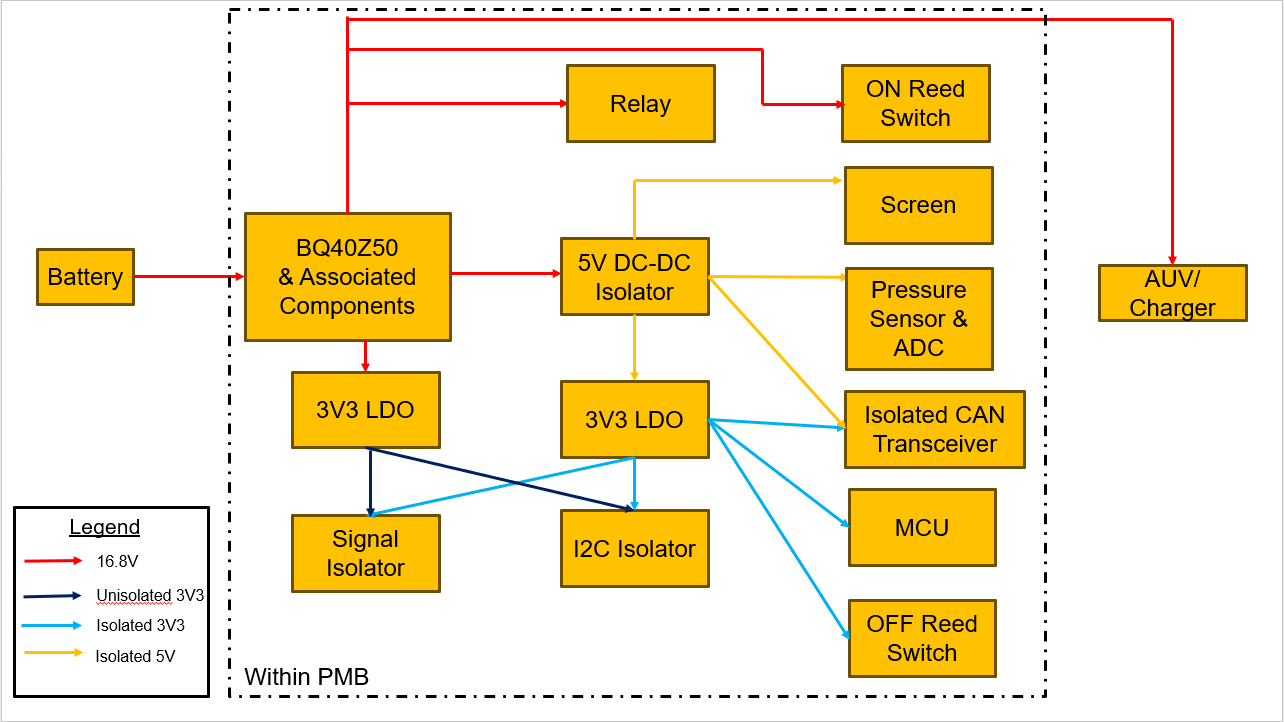 Relay
ON Reed
Switch
Screen
BQ40Z50
& Associated
Components
5V DC-DC
Isolator
Battery
Pressure
Sensor &
ADC
AUV/
Charger
3V3 LDO
3V3 LDO
Isolated CAN
Transceiver
Signal
Isolator
I2C Isolator
MCU
OFF Reed
Switch
Legend
16.8V
Unisolated 3V3
Isolated 3V3
Isolated 5V
Within PMB